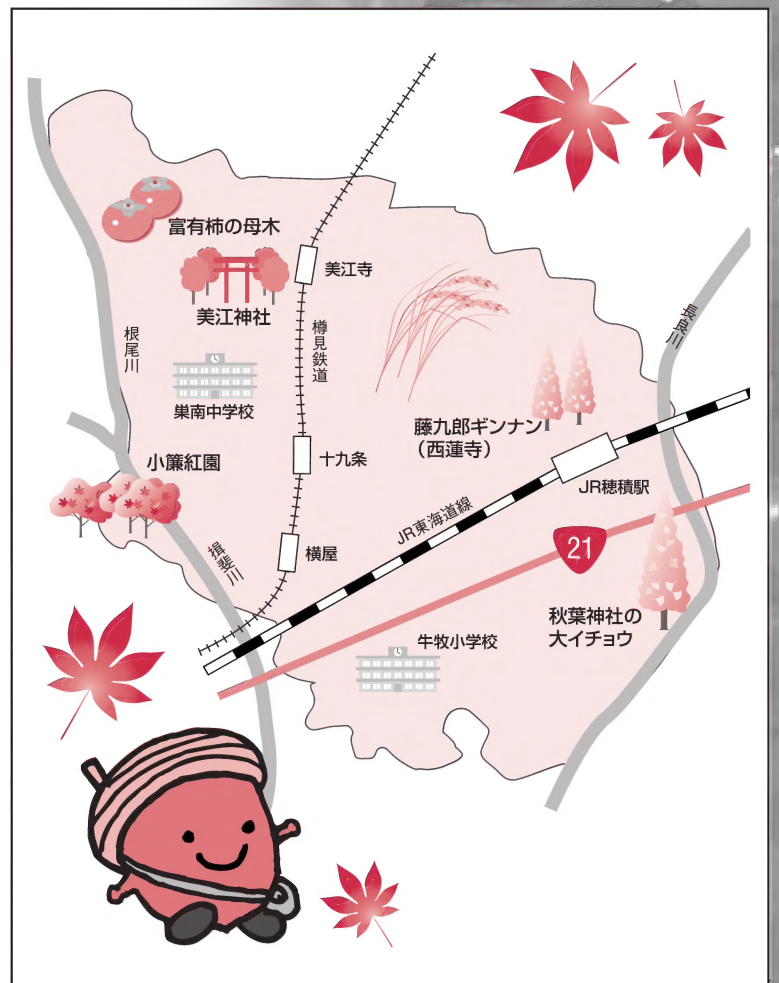 富有柿の母木
美江寺
美江神社
長良川
根尾川
樽見鉄道
巣南中学校
藤九郎ギンナン
（西蓮寺）
十九条
小簾紅園
JR穂積駅
JR東海道線
21
横屋
揖斐川
秋葉神社の
大イチョウ
牛牧小学校